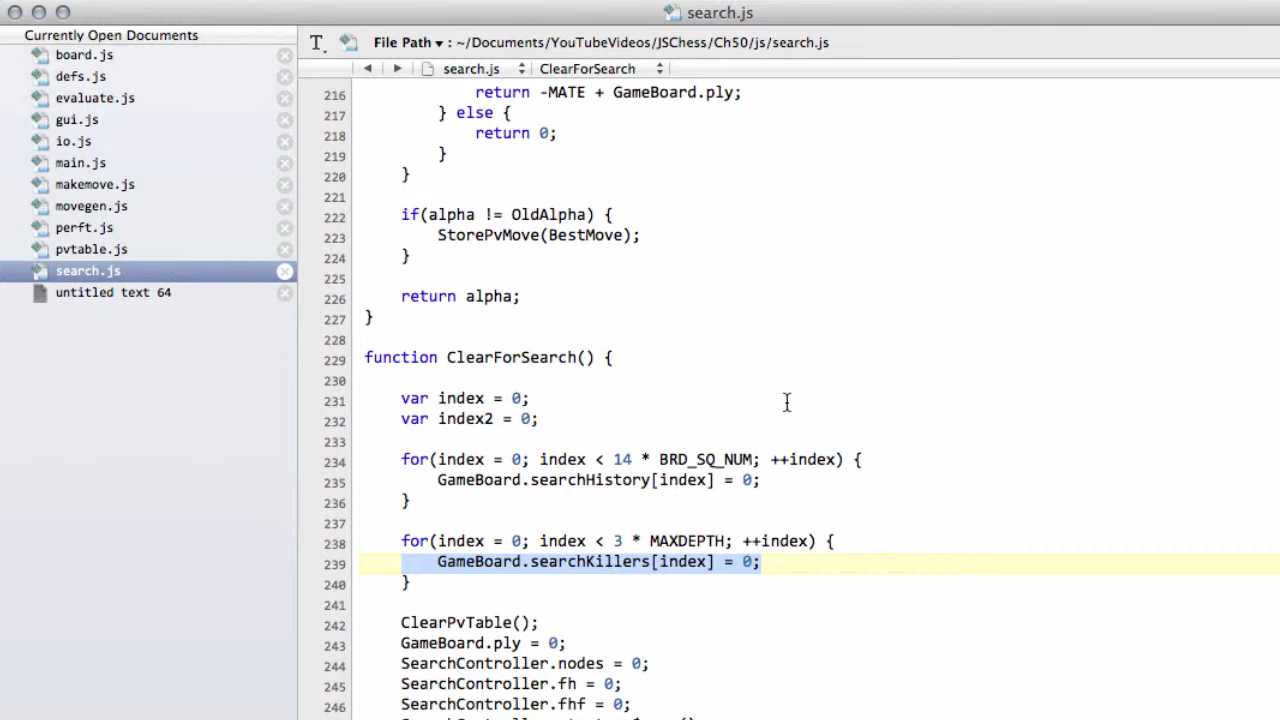 search.js
Currently Open Documents
board.js
defs.js
evaluate.js
gui.js
io.js
main.js
makemove.js
movegen.js
perft.js
pvtable.js
search.js
untitled text 64
File Path ▾ : ~/Documents/YouTubeVideos/JSChess/Ch50/js/search.js
search.js ClearForSearch
216 return -MATE + GameBoard.ply;
217 } else {
218 return 0;
219 }
220 }
221
222 if(alpha != OldAlpha) {
223 StorePvMove(BestMove);
224 }
225
226 return alpha;
227 }
228
229 function ClearForSearch() {
230
231 var index = 0;
232 var index2 = 0;
233
234 for(index = 0; index < 14 * BRD_SQ_NUM; ++index) {
235 GameBoard.searchHistory[index] = 0;
236 }
237
238 for(index = 0; index < 3 * MAXDEPTH; ++index) {
239 GameBoard.searchKillers[index] = 0;
240 }
241
242 ClearPvTable();
243 GameBoard.ply = 0;
244 SearchController.nodes = 0;
245 SearchController.fh = 0;
246 SearchController.fhf = 0;